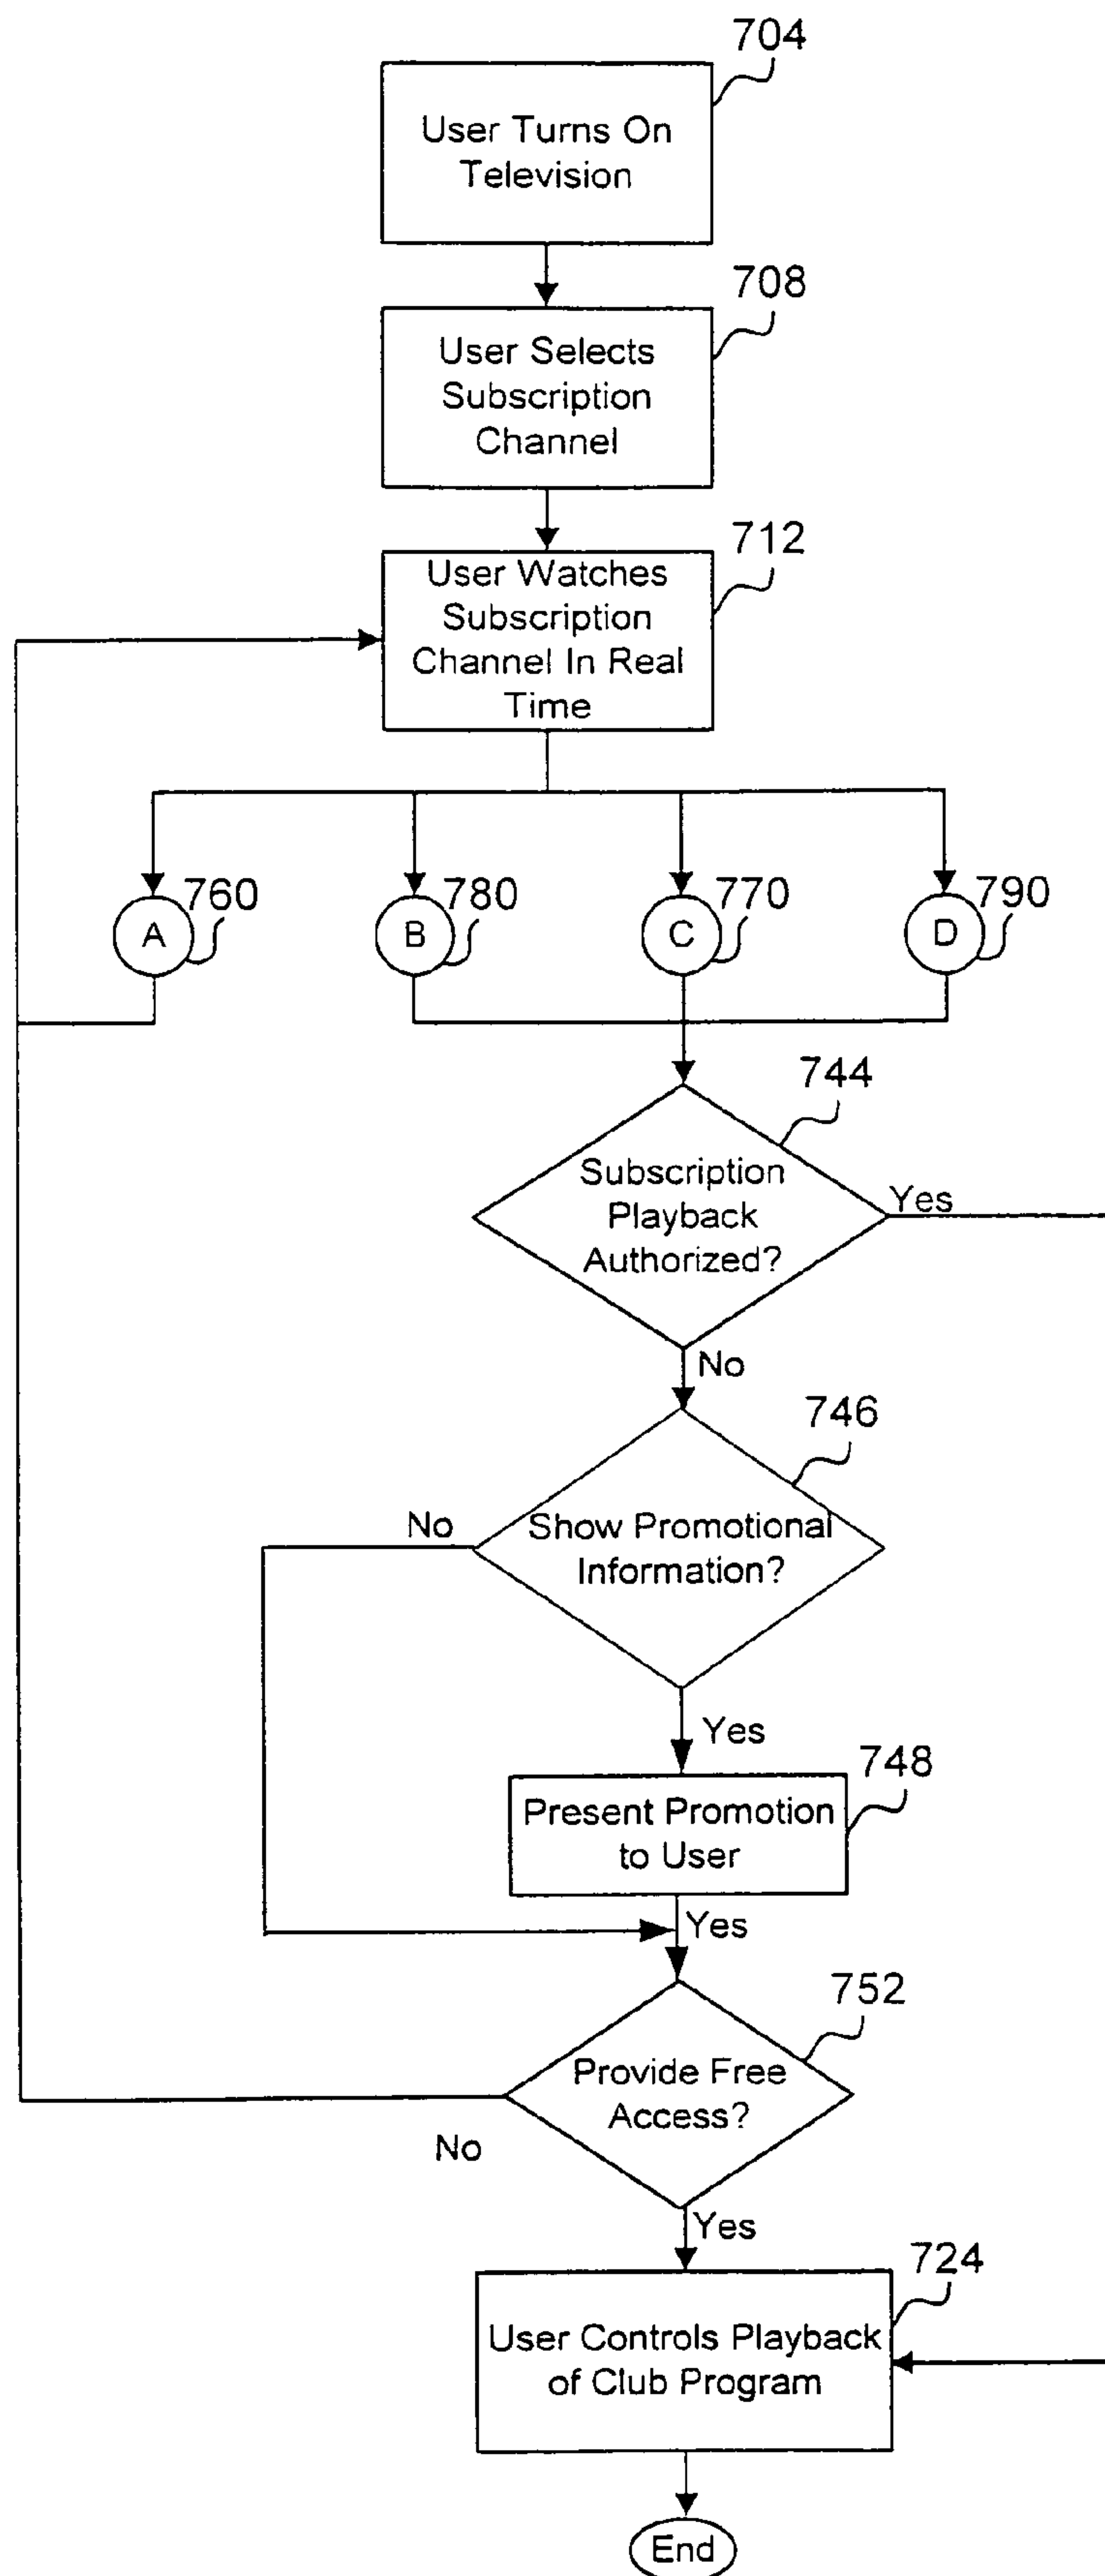 704
User Turns On
Television
708
User Selects
Subscription
Channel
712
User Watches
Subscription
Channel In Real
Time
760
780
770
790
A
B
C
D
744
Subscription
Playback
Authorized?
Yes
No
746
Show Promotional
Information?
No
Yes
748
Present Promotion
to User
Yes
752
Provide Free
Access?
No
Yes
724
User Controls Playback
of Club Program
End